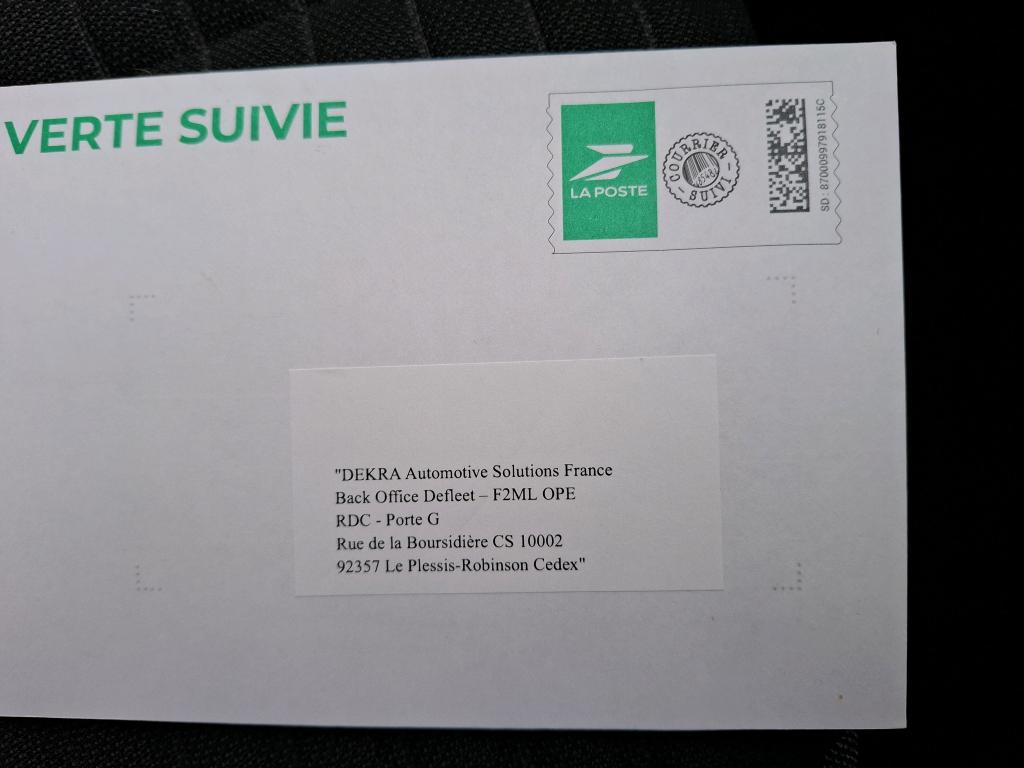 VERTE SUIVIE
LA POSTE
COURRIER
SUIVI
SD : 87000997918115C
"DEKRA Automotive Solutions France
Back Office Defleet – F2ML OPE
RDC - Porte G
Rue de la Boursidière CS 10002
92357 Le Plessis-Robinson Cedex"